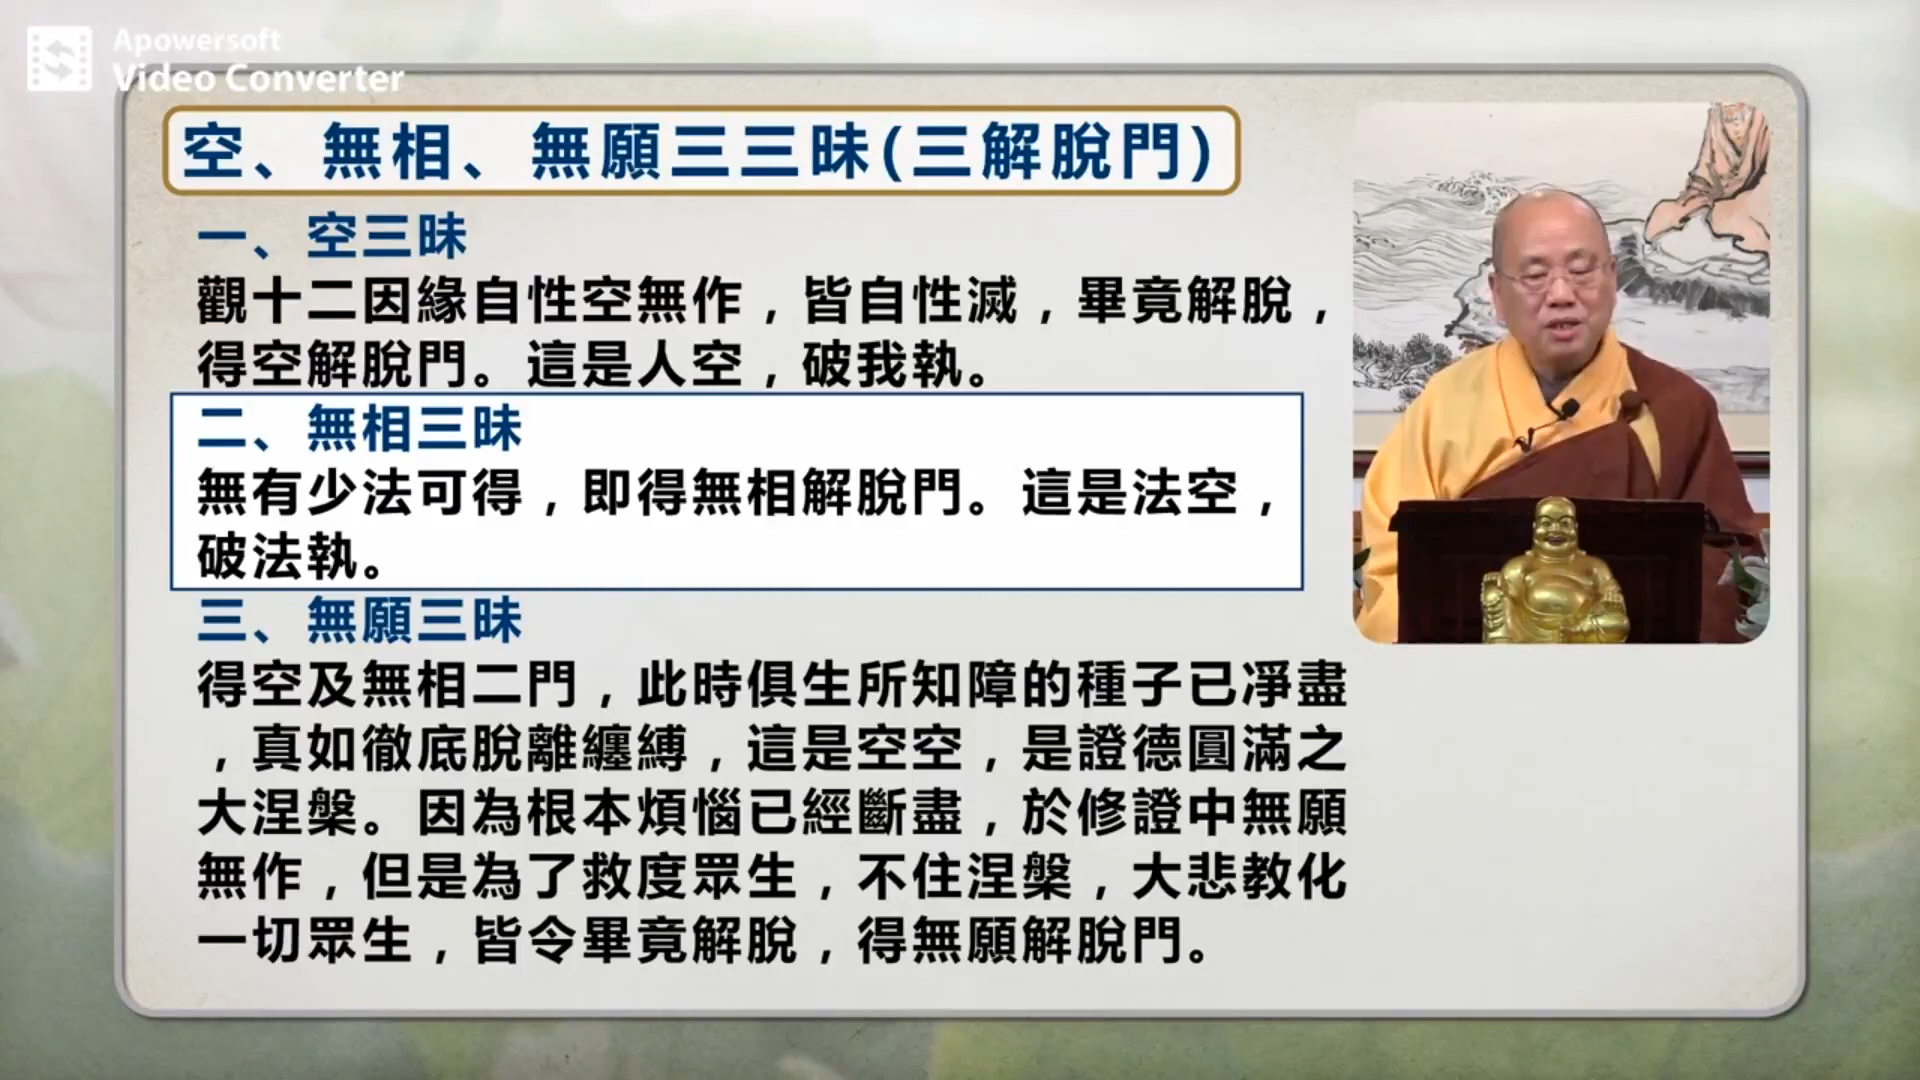 Apowersoft
Video Converter
空、無相、無願三三昧(三解脫門)
一、空三昧
觀十二因緣自性空無作，皆自性滅，畢竟解脫，
得空解脫門。這是人空，破我執。
二、無相三昧
無有少法可得，即得無相解脫門。這是法空，
破法執。
三、無願三昧
得空及無相二門，此時俱生所知障的種子已淨盡
，真如徹底脫離纏縛，這是空空，是證德圓滿之
大涅槃。因為根本煩惱已經斷盡，於修證中無願
無作，但是為了救度眾生，不住涅槃，大悲教化
一切眾生，皆令畢竟解脫，得無願解脫門。